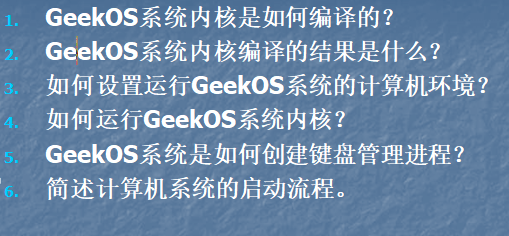 1. GeekOS系统内核是如何编译的？
2. GeekOS系统内核编译的结果是什么？
3. 如何设置运行GeekOS系统的计算机环境？
4. 如何运行GeekOS系统内核？
5. GeekOS系统是如何创建键盘管理进程？
6. 简述计算机系统的启动流程。